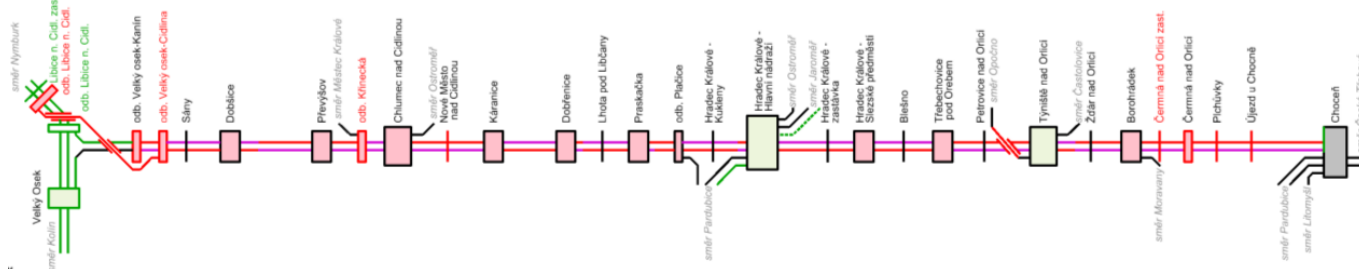 směr Nymburk
Libice n. Cidl. zas
odb. Libice n. Cidl.
odb. Libice n. Cidl.
Velký Osek
směr Kolín
odb. Velký osek-Kanín
odb. Velký osek-Cidlina
Sány
Dobšice
Převýšov
směr Městec Králové
odb. Křinecká
Chlumec nad Cidlinou
směr Ostroměř
Nové Město
nad Cidlinou
Káranice
Dobřenice
Lhota pod Libčany
Praskačka
odb. Plačice
Hradec Králové -
Kukleny
směr Pardubice
Hradec Králové -
Hlavní nádraží
směr Ostroměř
směr Jaroměř
Hradec Králové -
zastávka
Hradec Králové -
Slezské předměstí
Blešno
Třebechovice
pod Orebem
Petrovice nad Orlicí
směr Opočno
Týniště nad Orlicí
směr Častolovice
Žďár nad Orlicí
Borohrádek
směr Moravany
Čermná nad Orlicí zast.
Čermná nad Orlicí
Plchůvky
Újezd u Chocně
směr Pardubice
směr Litomyšl
Choceň